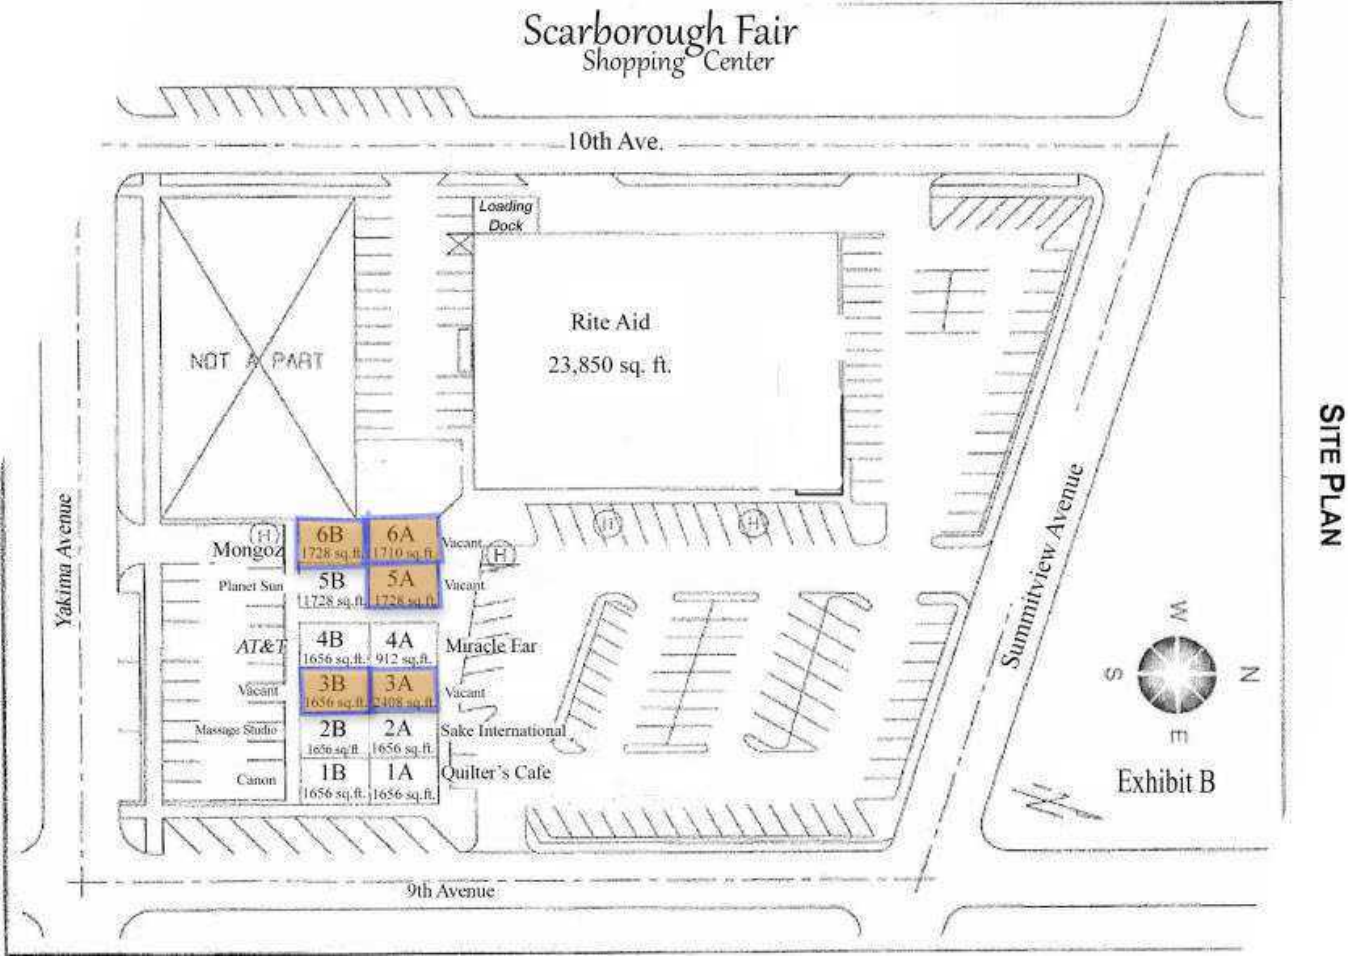 Scarborough Fair
Shopping Center
10th Ave.
Loading
Dock
Rite Aid
23,850 sq. ft.
NOT A PART
SITE PLAN
Yakima Avenue
Summitview Avenue
H
H
H
H
Mongoz
6B
1728 sq.ft.
6A
1710 sq.ft.
Vacant
Planet Sun
5B
1728 sq.ft.
5A
1728 sq.ft.
Vacant
AT&T
4B
1656 sq.ft.
4A
912 sq.ft.
Miracle Ear
Vacant
3B
1656 sq.ft.
3A
2408 sq.ft.
Vacant
Massage Studio
2B
1656 sq.ft
2A
1656 sq.ft.
Sake International
Canon
1B
1656 sq.ft.
1A
1656 sq.ft.
Quilter's Cafe
W
S
N
E
Exhibit B
N
9th Avenue